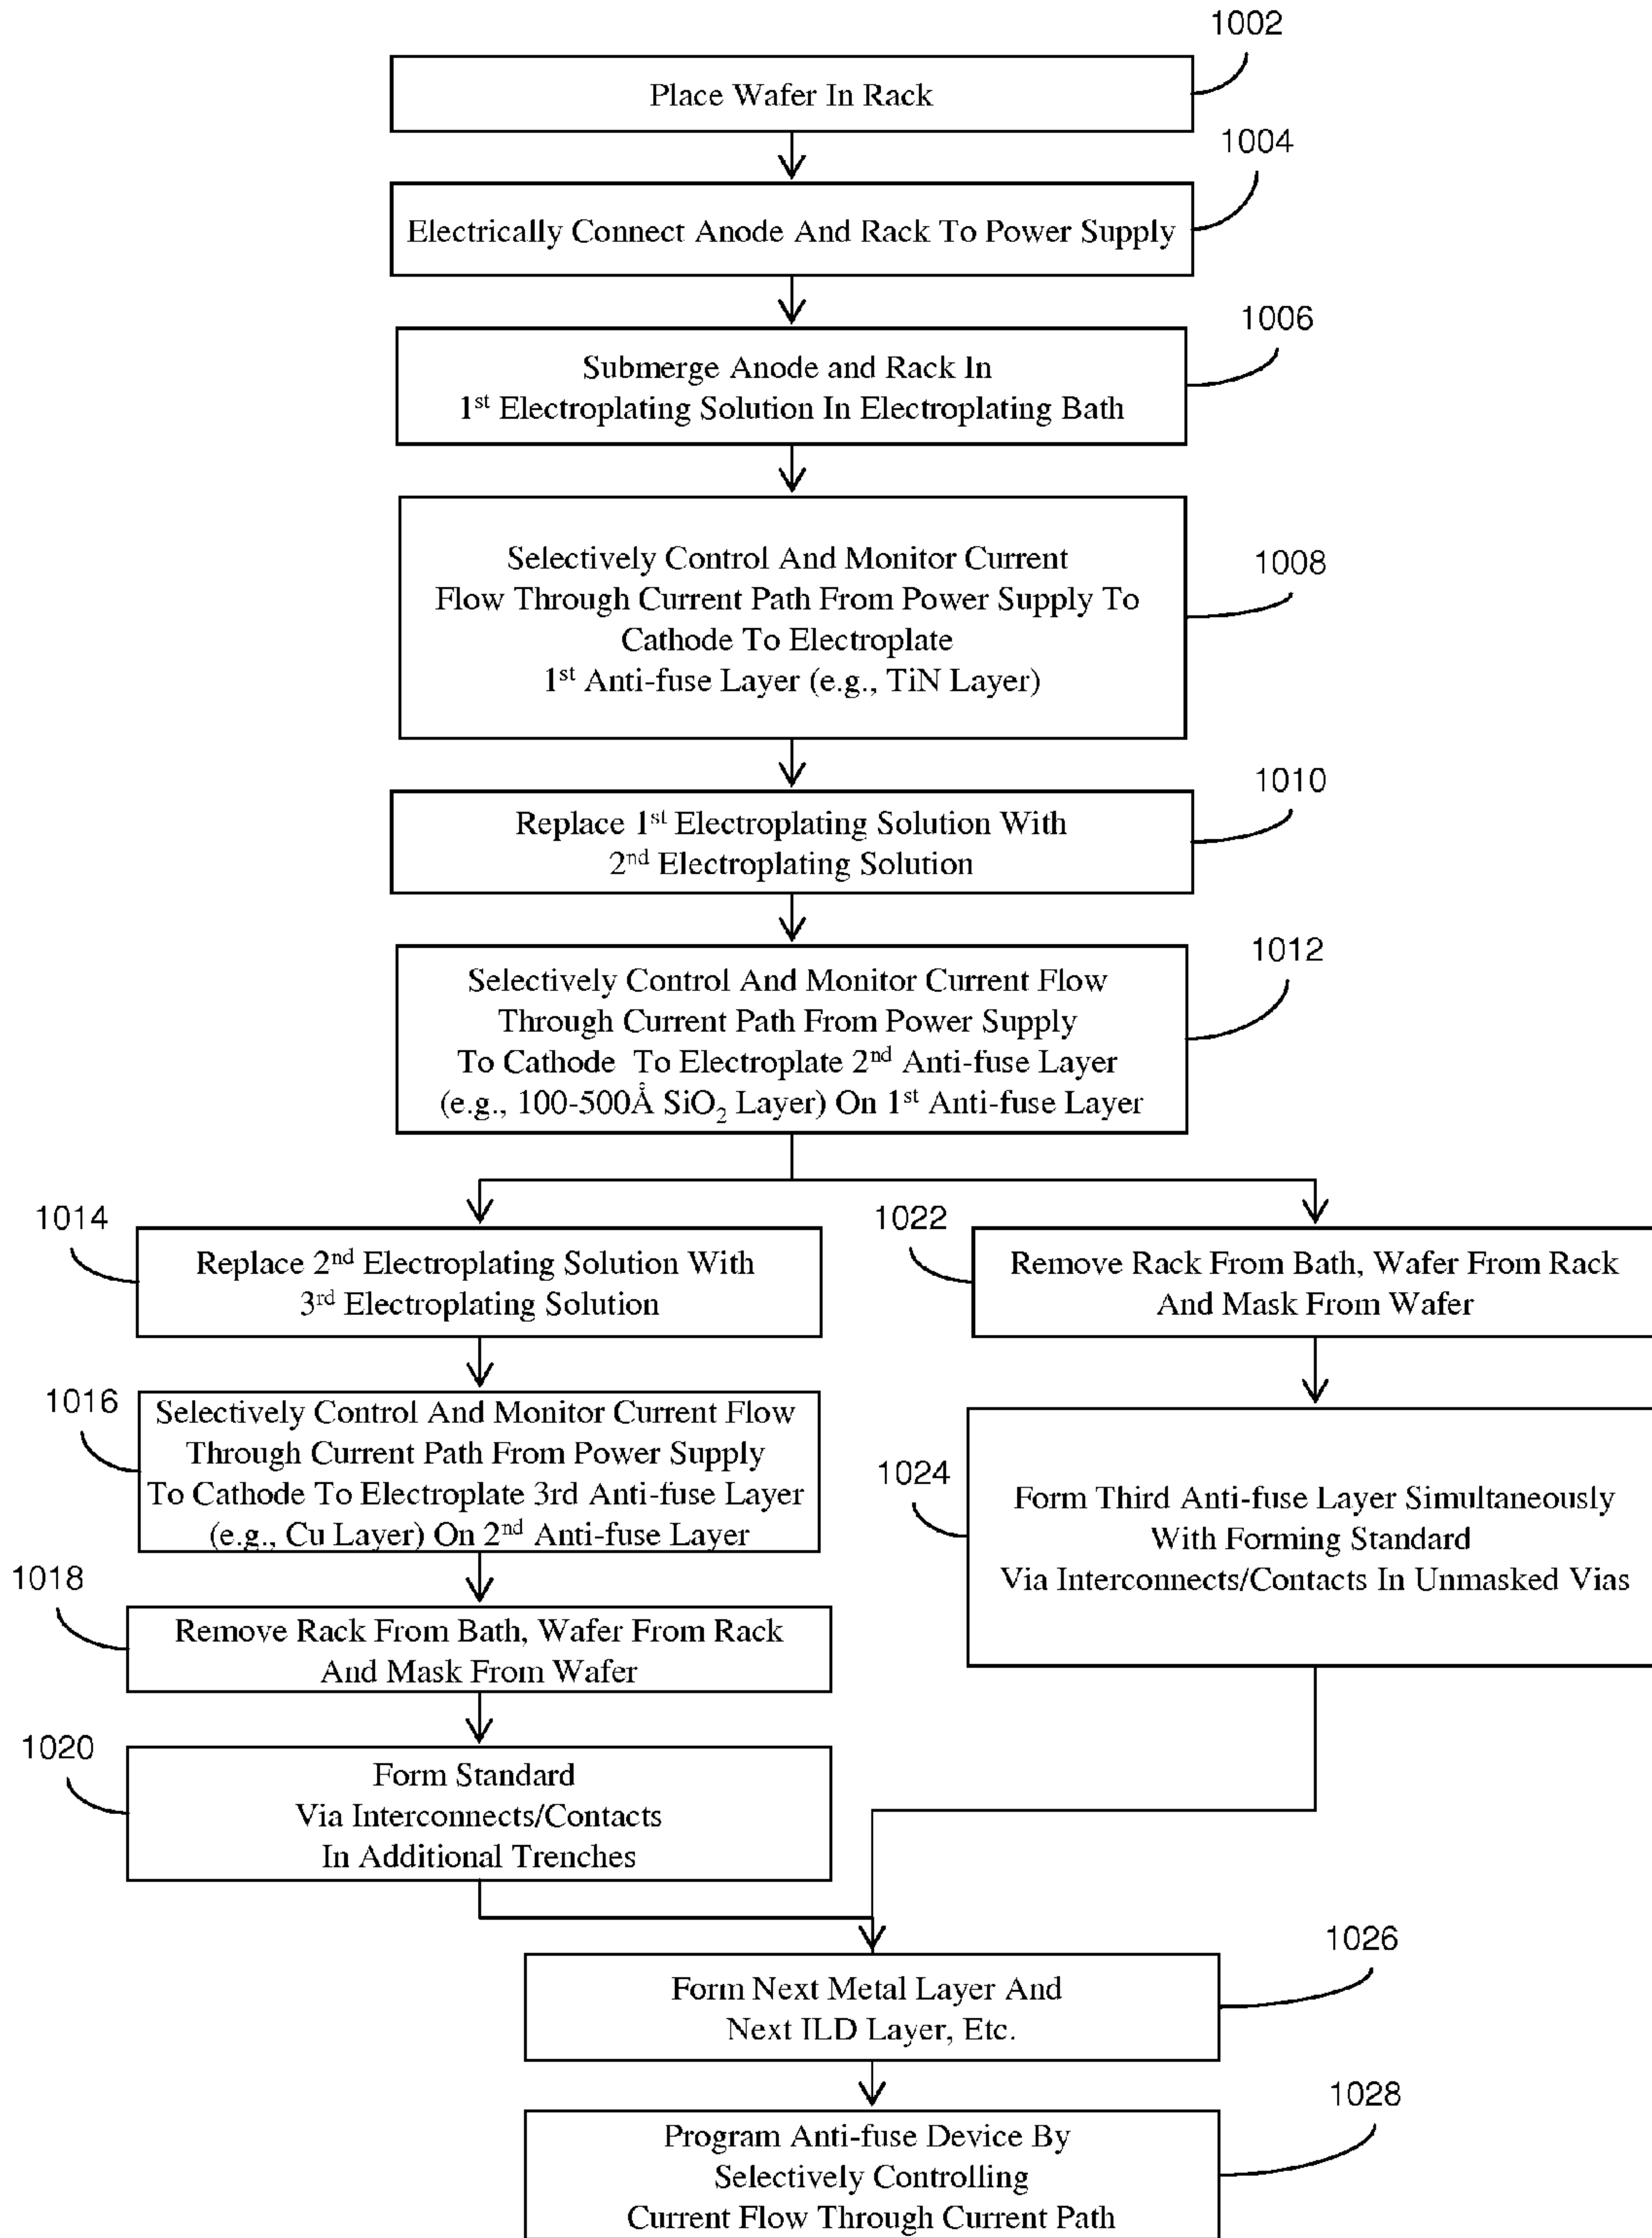 1002
Place Wafer In Rack
1004
Electrically Connect Anode And Rack To Power Supply
1006
Submerge Anode and Rack In
1st Electroplating Solution In Electroplating Bath
1008
Selectively Control And Monitor Current
Flow Through Current Path From Power Supply To
Cathode To Electroplate
1st Anti-fuse Layer (e.g., TiN Layer)
1010
Replace 1st Electroplating Solution With
2nd Electroplating Solution
1012
Selectively Control And Monitor Current Flow
Through Current Path From Power Supply
To Cathode To Electroplate 2nd Anti-fuse Layer
(e.g., 100-500Å SiO₂ Layer) On 1st Anti-fuse Layer
1014
Replace 2nd Electroplating Solution With
3rd Electroplating Solution
1016
Selectively Control And Monitor Current Flow
Through Current Path From Power Supply
To Cathode To Electroplate 3rd Anti-fuse Layer
(e.g., Cu Layer) On 2nd Anti-fuse Layer
1018
Remove Rack From Bath, Wafer From Rack
And Mask From Wafer
1020
Form Standard
Via Interconnects/Contacts
In Additional Trenches
1022
Remove Rack From Bath, Wafer From Rack
And Mask From Wafer
1024
Form Third Anti-fuse Layer Simultaneously
With Forming Standard
Via Interconnects/Contacts In Unmasked Vias
1026
Form Next Metal Layer And
Next ILD Layer, Etc.
1028
Program Anti-fuse Device By
Selectively Controlling
Current Flow Through Current Path